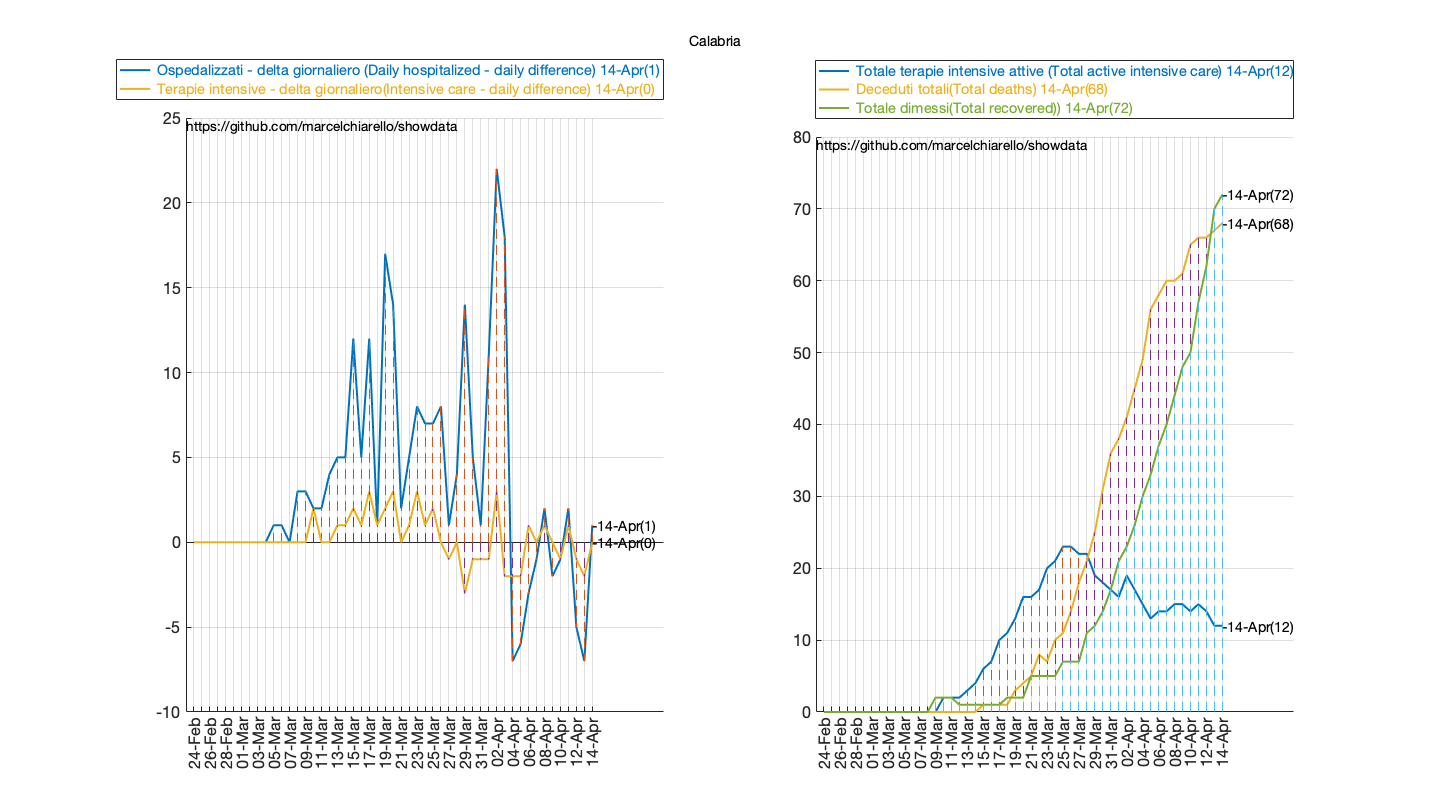 Calabria
Ospedalizzati - delta giornaliero (Daily hospitalized - daily difference) 14-Apr(1)
Terapie intensive - delta giornaliero(Intensive care - daily difference) 14-Apr(0)
https://github.com/marcelchiarello/showdata
25
20
15
10
5
0
-5
-10
14-Apr(1)
14-Apr(0)
24-Feb
26-Feb
28-Feb
01-Mar
03-Mar
05-Mar
07-Mar
09-Mar
11-Mar
13-Mar
15-Mar
17-Mar
19-Mar
21-Mar
23-Mar
25-Mar
27-Mar
29-Mar
31-Mar
02-Apr
04-Apr
06-Apr
08-Apr
10-Apr
12-Apr
14-Apr
Totale terapie intensive attive (Total active intensive care) 14-Apr(12)
Deceduti totali(Total deaths) 14-Apr(68)
Totale dimessi(Total recovered)) 14-Apr(72)
https://github.com/marcelchiarello/showdata
80
70
60
50
40
30
20
10
0
14-Apr(72)
14-Apr(68)
14-Apr(12)
24-Feb
26-Feb
28-Feb
01-Mar
03-Mar
05-Mar
07-Mar
09-Mar
11-Mar
13-Mar
15-Mar
17-Mar
19-Mar
21-Mar
23-Mar
25-Mar
27-Mar
29-Mar
31-Mar
02-Apr
04-Apr
06-Apr
08-Apr
10-Apr
12-Apr
14-Apr